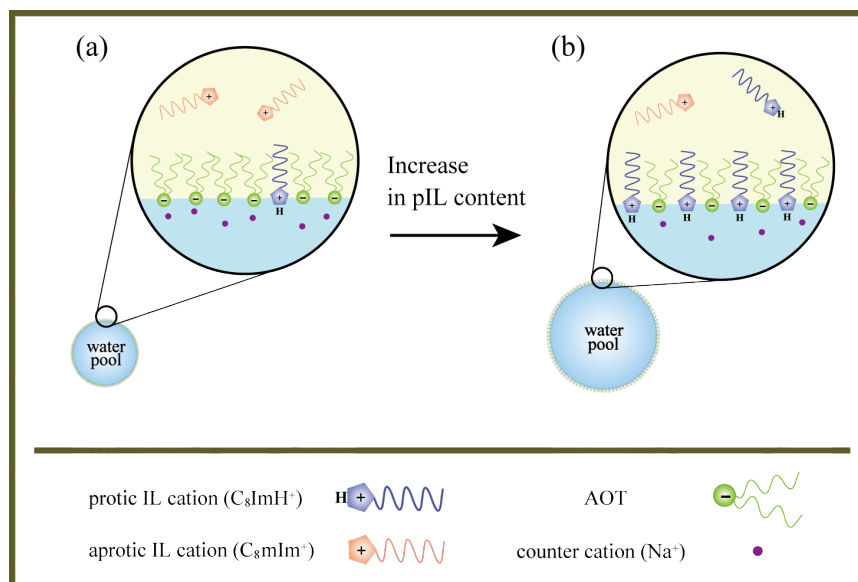 (a)
(b)
+
+
+
H
Increase
in pIL content
− − − − + − −
H
+ − + − + − + −
H H H H
water
pool
water
pool
protic IL cation (C₈ImH⁺)
H +
AOT
−
aprotic IL cation (C₈mIm⁺)
+
counter cation (Na⁺)